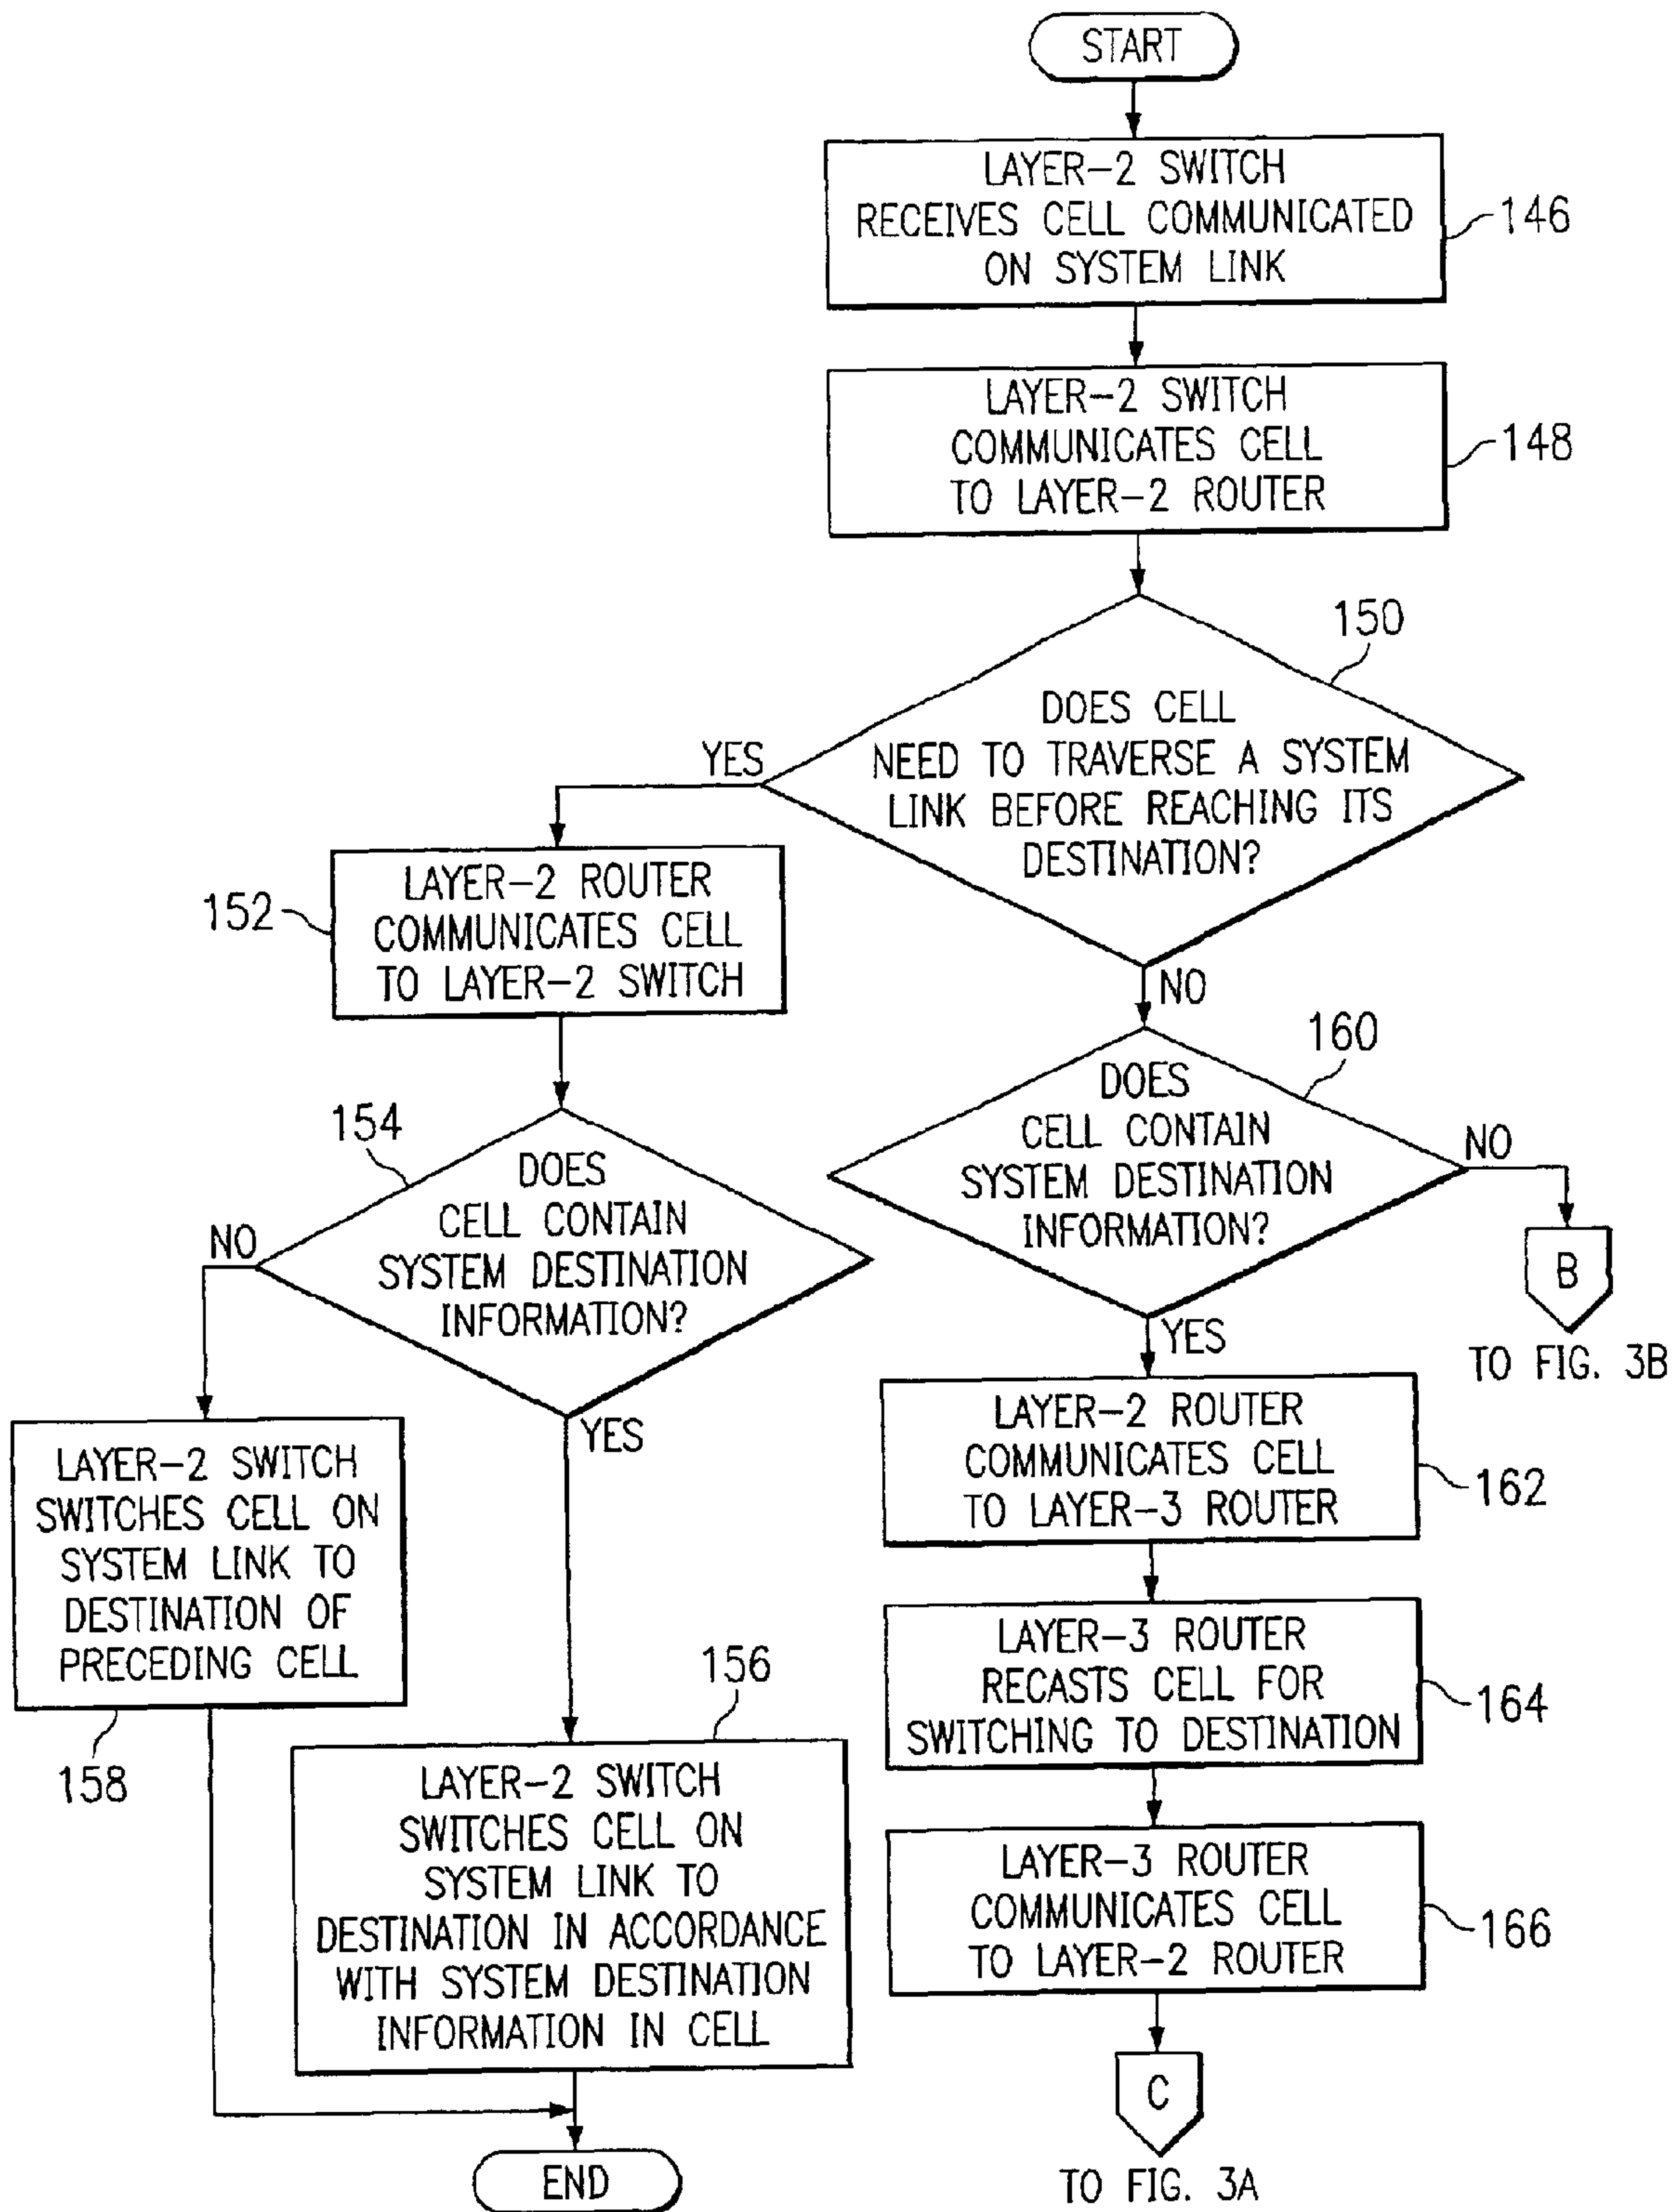 START
LAYER-2 SWITCH
RECEIVES CELL COMMUNICATED
ON SYSTEM LINK
146
LAYER-2 SWITCH
COMMUNICATES CELL
TO LAYER-2 ROUTER
148
150
DOES CELL
NEED TO TRAVERSE A SYSTEM
LINK BEFORE REACHING ITS
DESTINATION?
YES
NO
152
LAYER-2 ROUTER
COMMUNICATES CELL
TO LAYER-2 SWITCH
154
DOES
CELL CONTAIN
SYSTEM DESTINATION
INFORMATION?
NO
YES
LAYER-2 SWITCH
SWITCHES CELL ON
SYSTEM LINK TO
DESTINATION OF
PRECEDING CELL
158
156
LAYER-2 SWITCH
SWITCHES CELL ON
SYSTEM LINK TO
DESTINATION IN ACCORDANCE
WITH SYSTEM DESTINATION
INFORMATION IN CELL
END
160
DOES
CELL CONTAIN
SYSTEM DESTINATION
INFORMATION?
NO
B
TO FIG. 3B
YES
LAYER-2 ROUTER
COMMUNICATES CELL
TO LAYER-3 ROUTER
162
LAYER-3 ROUTER
RECASTS CELL FOR
SWITCHING TO DESTINATION
164
LAYER-3 ROUTER
COMMUNICATES CELL
TO LAYER-2 ROUTER
166
C
TO FIG. 3A